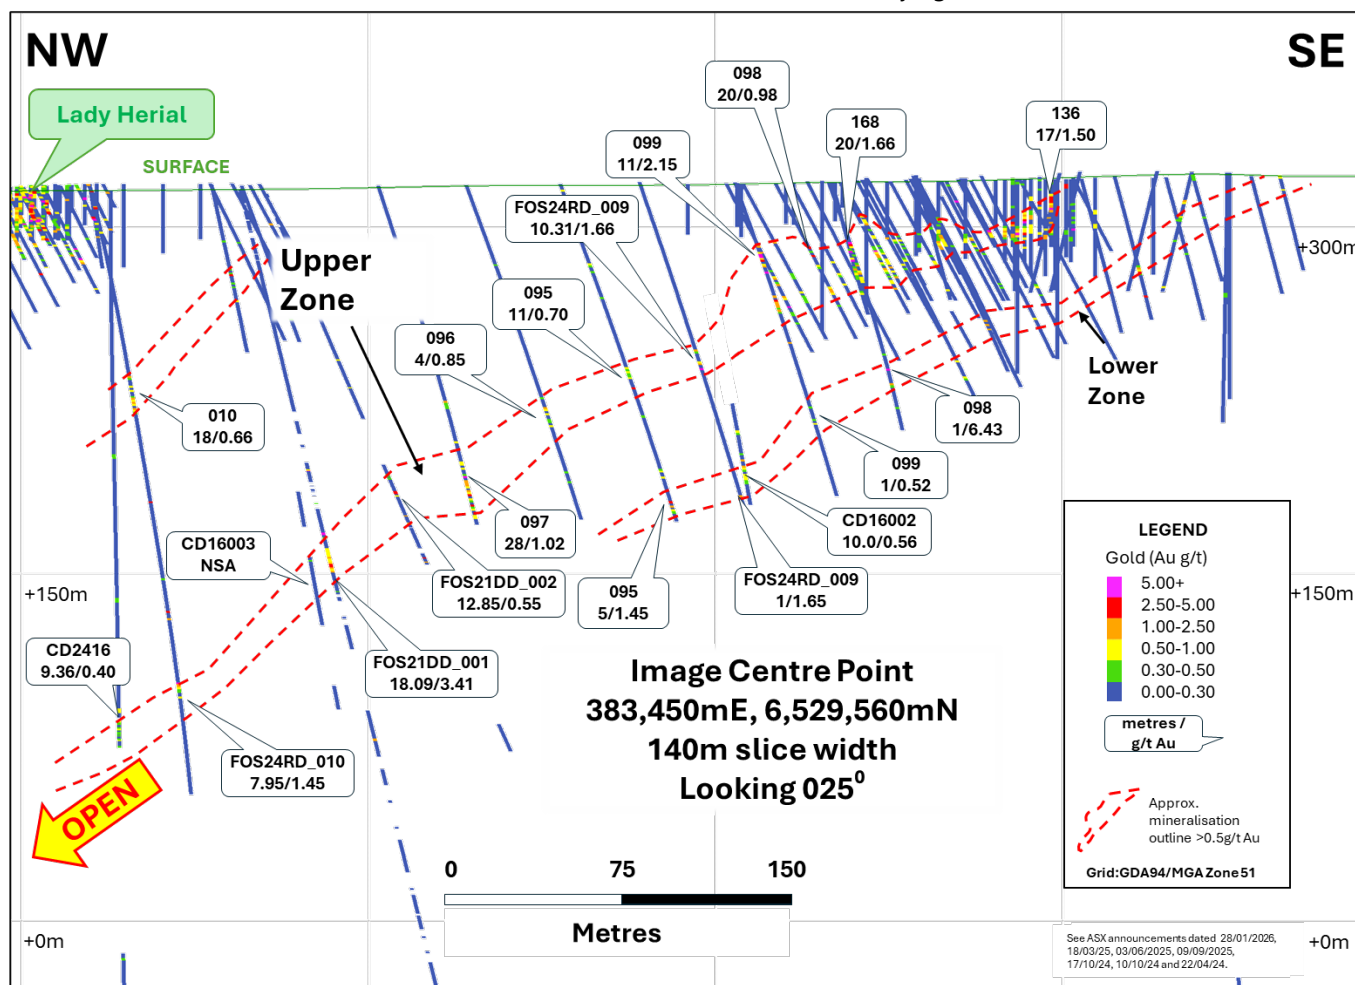 NW
SE
Lady Herial
SURFACE
098
20/0.98
168
20/1.66
136
17/1.50
099
11/2.15
FOS24RD_009
10.31/1.66
+300m
Upper
Zone
095
11/0.70
096
4/0.85
Lower
Zone
010
18/0.66
098
1/6.43
099
1/0.52
097
28/1.02
CD16002
10.0/0.56
CD16003
NSA
FOS21DD_002
12.85/0.55
095
5/1.45
FOS24RD_009
1/1.65
+150m
+150m
CD2416
9.36/0.40
FOS21DD_001
18.09/3.41
FOS24RD_010
7.95/1.45
OPEN
Image Centre Point
383,450mE, 6,529,560mN
140m slice width
Looking 025⁰
LEGEND
Gold (Au g/t)
5.00+
2.50-5.00
1.00-2.50
0.50-1.00
0.30-0.50
0.00-0.30
metres /
g/t Au
Approx.
mineralisation
outline >0.5g/t Au
Grid:GDA94/MGA Zone 51
0 75 150
Metres
+0m
+0m
See ASX announcements dated 28/01/2026,
18/03/25, 03/06/2025, 09/09/2025,
17/10/24, 10/10/24 and 22/04/24.